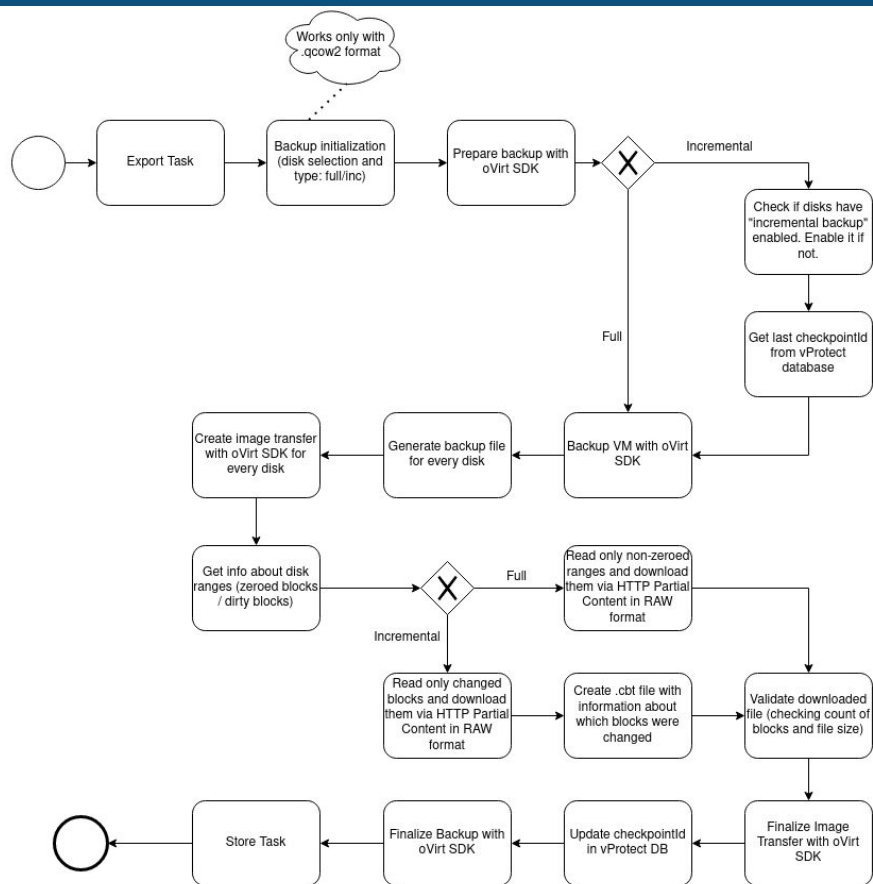 Works only with
.qcow2 format
Export Task
Backup initialization
(disk selection and
type: full/inc)
Prepare backup with
oVirt SDK
X
Incremental
Check if disks have
"incremental backup"
enabled. Enable it if
not.
Full
Get last checkpointId
from vProtect
database
Create image transfer
with oVirt SDK for
every disk
Generate backup file
for every disk
Backup VM with oVirt
SDK
Get info about disk
ranges (zeroed blocks
/ dirty blocks)
X
Full
Read only non-zeroed
ranges and download
them via HTTP Partial
Content in RAW
format
Incremental
Read only changed
blocks and download
them via HTTP Partial
Content in RAW
format
Create .cbt file with
information about
which blocks were
changed
Validate downloaded
file (checking count of
blocks and file size)
Store Task
Finalize Backup with
oVirt SDK
Update checkpointId
in vProtect DB
Finalize Image
Transfer with oVirt
SDK